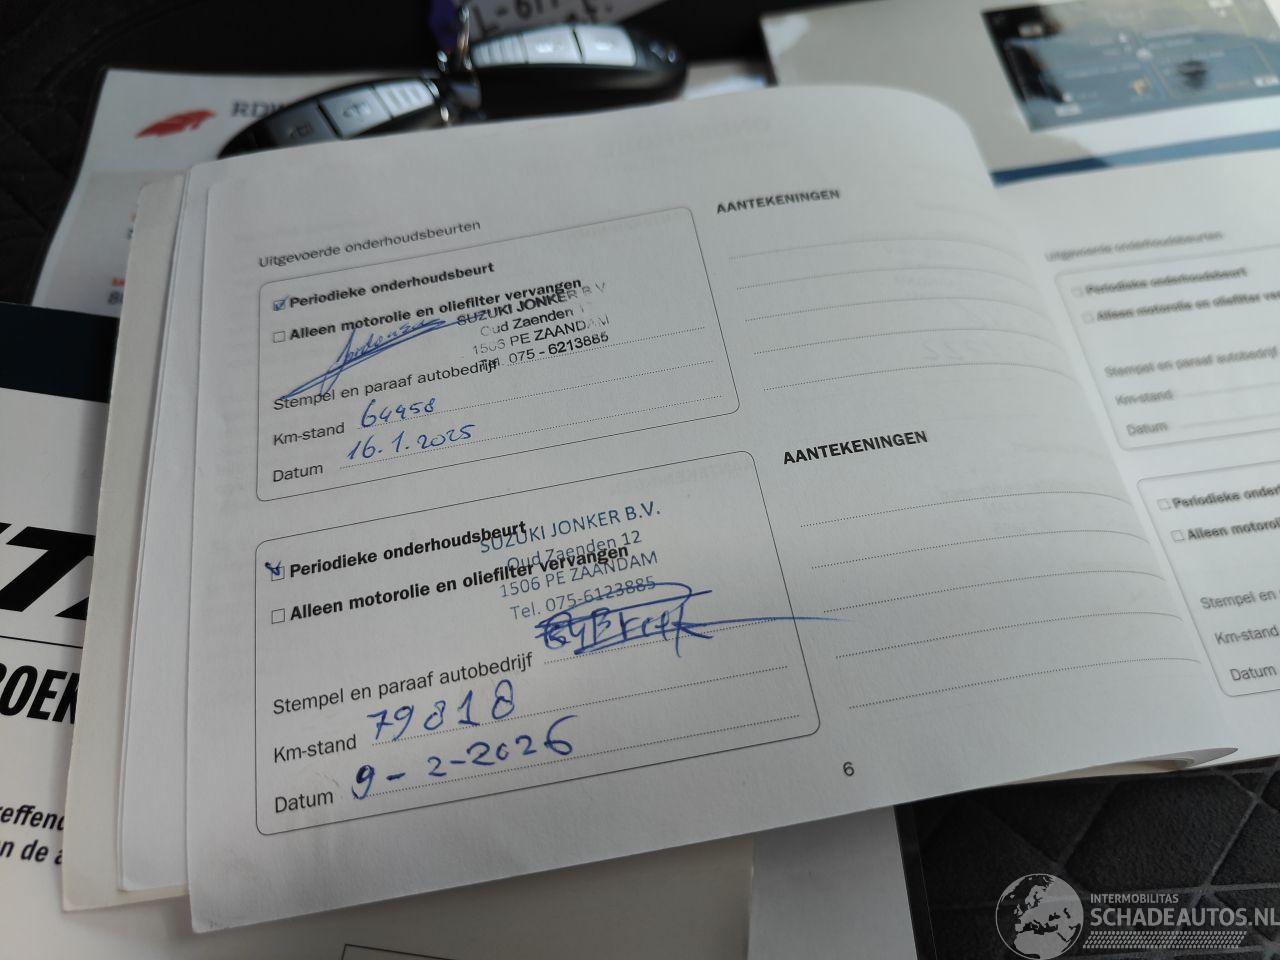 RDW
Uitgevoerde onderhoudsbeurten
Periodieke onderhoudsbeurt
Alleen motorolie en oliefilter vervangen
SUZUKI JONKER B.V
Oud Zaenden 1
1506 PE ZAANDAM
Tel. 075 - 6213885
Stempel en paraaf autobedrijf
Km-stand 64458
Datum 16.1.2025
AANTEKENINGEN
Periodieke onderhoudsbeurt
SUZUKI JONKER B.V.
Alleen motorolie en oliefilter vervangen
Oud Zaenden 12
1506 PE ZAANDAM
Tel. 075-6123885
Stempel en paraaf autobedrijf
Km-stand 79818
Datum 9-2-2026
AANTEKENINGEN
6
Uitgevoerde onderhoudsbeurten
Periodieke onderhoudsbeurt
Alleen motorolie en oliefilter
Stempel en paraaf autobedrijf
Km-stand
Datum
Periodieke
Alleen
Stempel en
Km-stand
Datum
INTERMOBILITAS
SCHADEAUTOS.NL